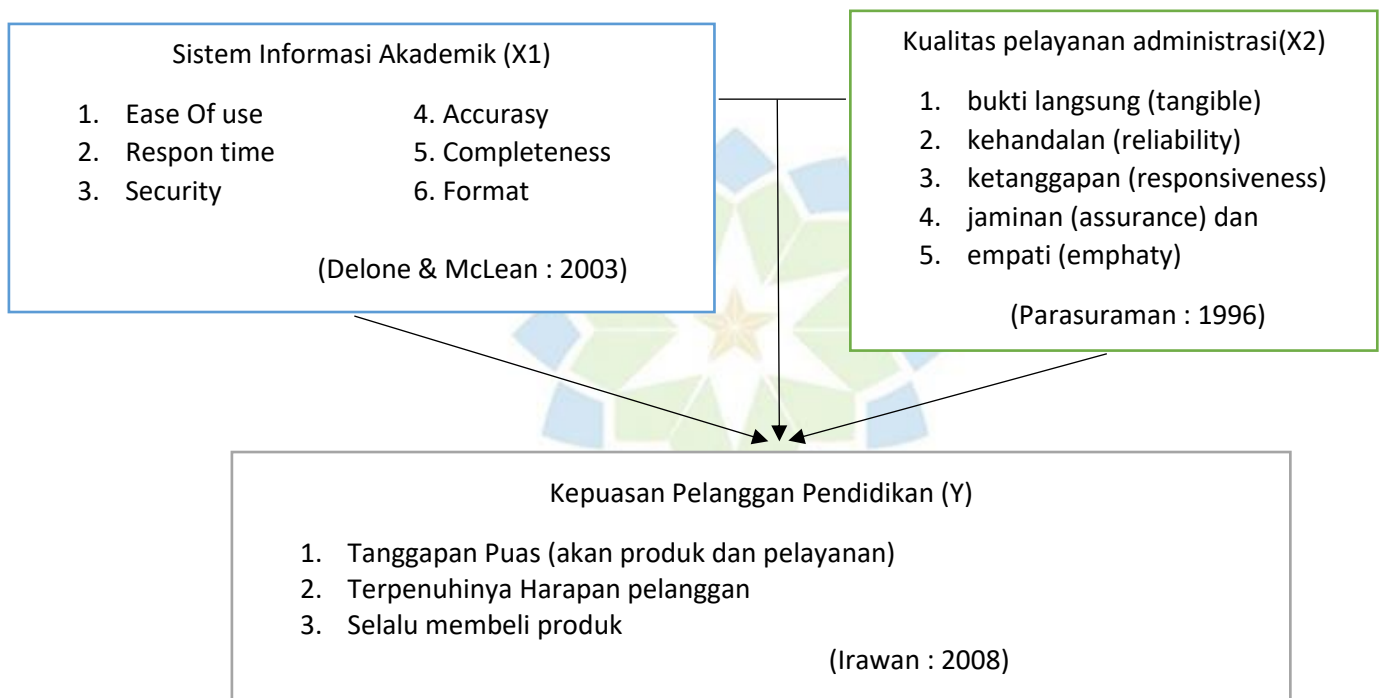 Sistem Informasi Akademik (X1)
1. Ease Of use
2. Respon time
3. Security
4. Accurasy
5. Completeness
6. Format
(Delone & McLean : 2003)
Kualitas pelayanan administrasi(X2)
1. bukti langsung (tangible)
2. kehandalan (reliability)
3. ketanggapan (responsiveness)
4. jaminan (assurance) dan
5. empati (emphaty)
(Parasuraman : 1996)
Kepuasan Pelanggan Pendidikan (Y)
1. Tanggapan Puas (akan produk dan pelayanan)
2. Terpenuhinya Harapan pelanggan
3. Selalu membeli produk
(Irawan : 2008)